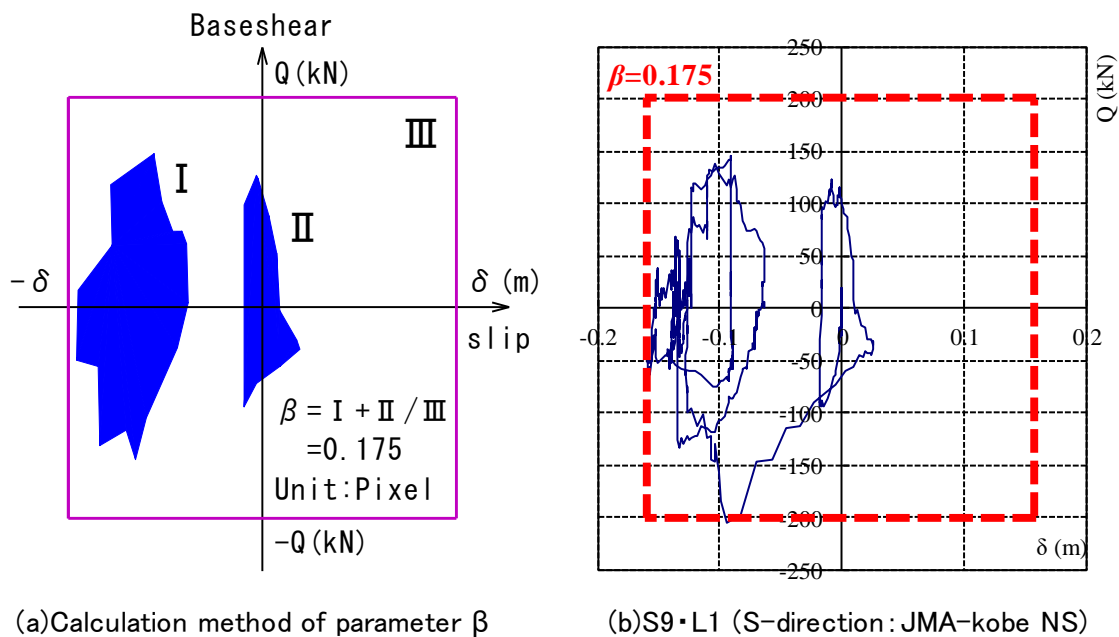 Baseshear
Q(kN)
Ⅲ
Ⅰ
Ⅱ
-δ
δ(m)
slip
β=Ⅰ+Ⅱ/Ⅲ
=0.175
Unit:Pixel
-Q(kN)
(a)Calculation method of parameter β
β=0.175
Q (kN)
250
200
150
100
50
0
-50
-100
-150
-200
-250
-0.2
-0.1
0
0.1
0.2
δ (m)
(b)S9・L1 (S-direction:JMA-kobe NS)